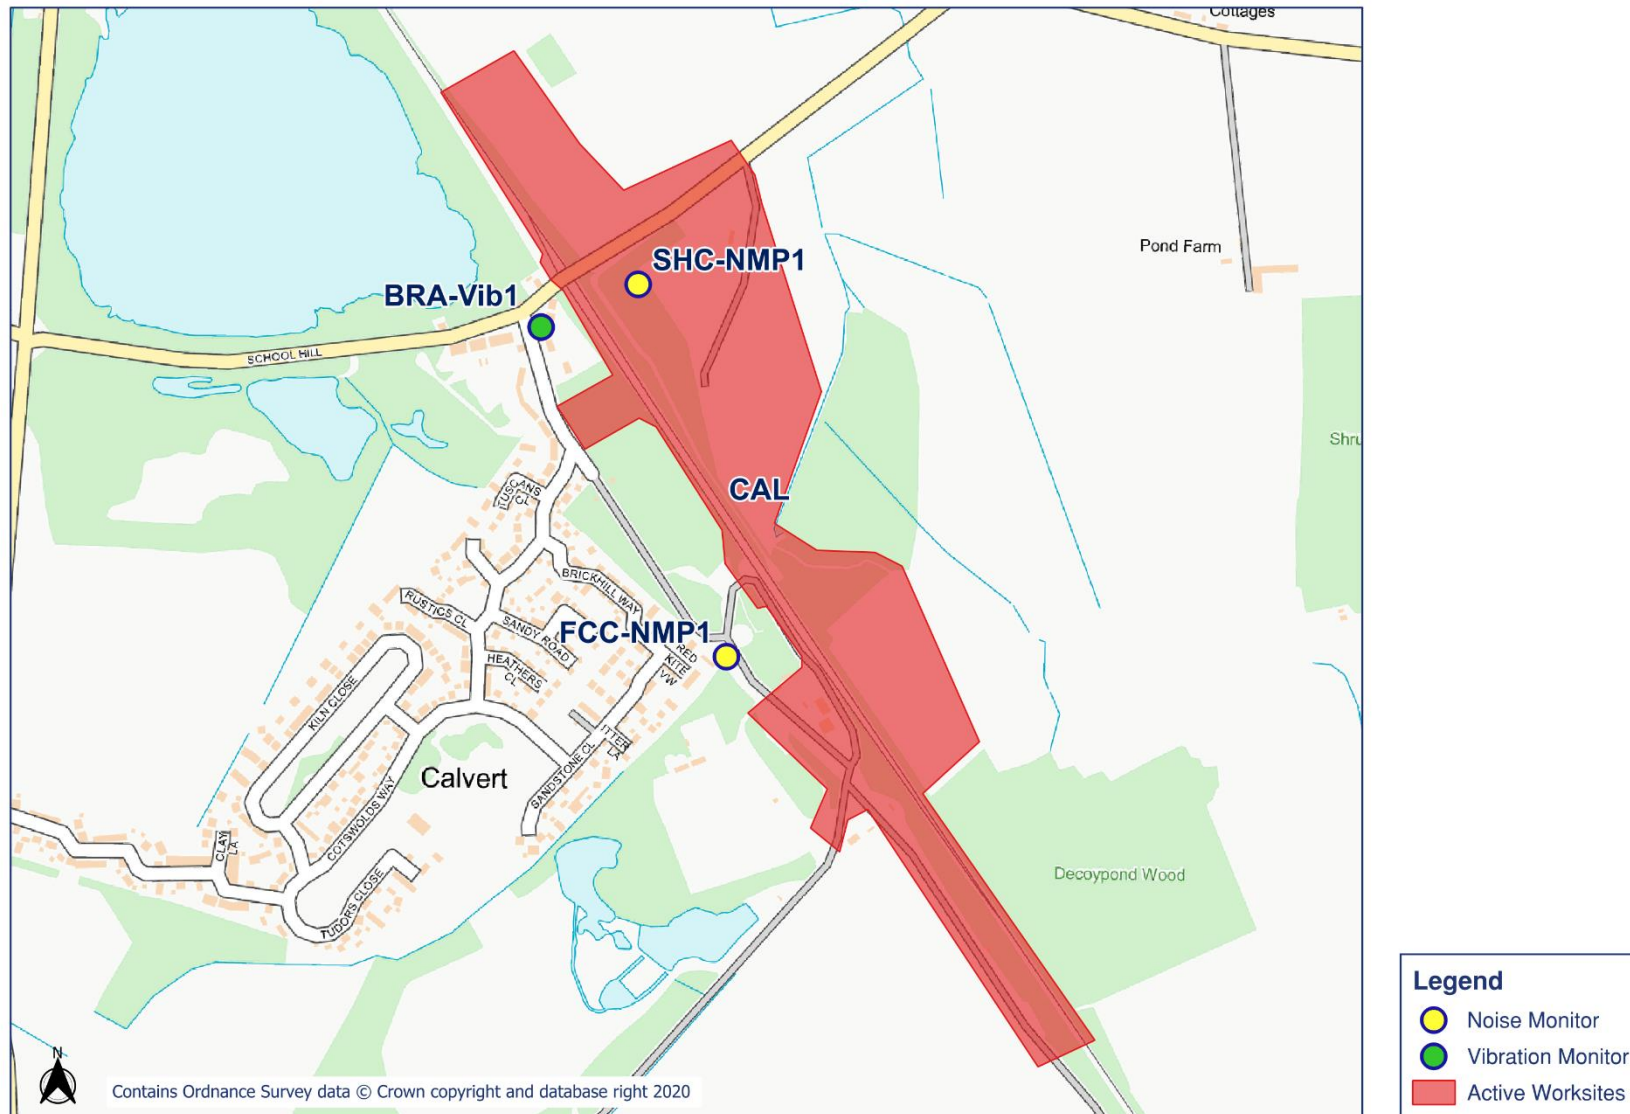 Cottages
Pond Farm
SHC-NMP1
BRA-Vib1
SCHOOL HILL
Shru
TUSCANS
CL
CAL
BRICKHILL WAY
RUSTICS CL
SANDY ROAD
FCC-NMP1
RED
KITE
VW
HEATHERS
CL
KILN CLOSE
ITTER
LA
SANDSTONE CL
Calvert
COTSWOLDS WAY
CLAY
LA
TUDORS CLOSE
Decoypond Wood
N
Contains Ordnance Survey data © Crown copyright and database right 2020
Legend
Noise Monitor
Vibration Monitor
Active Worksites